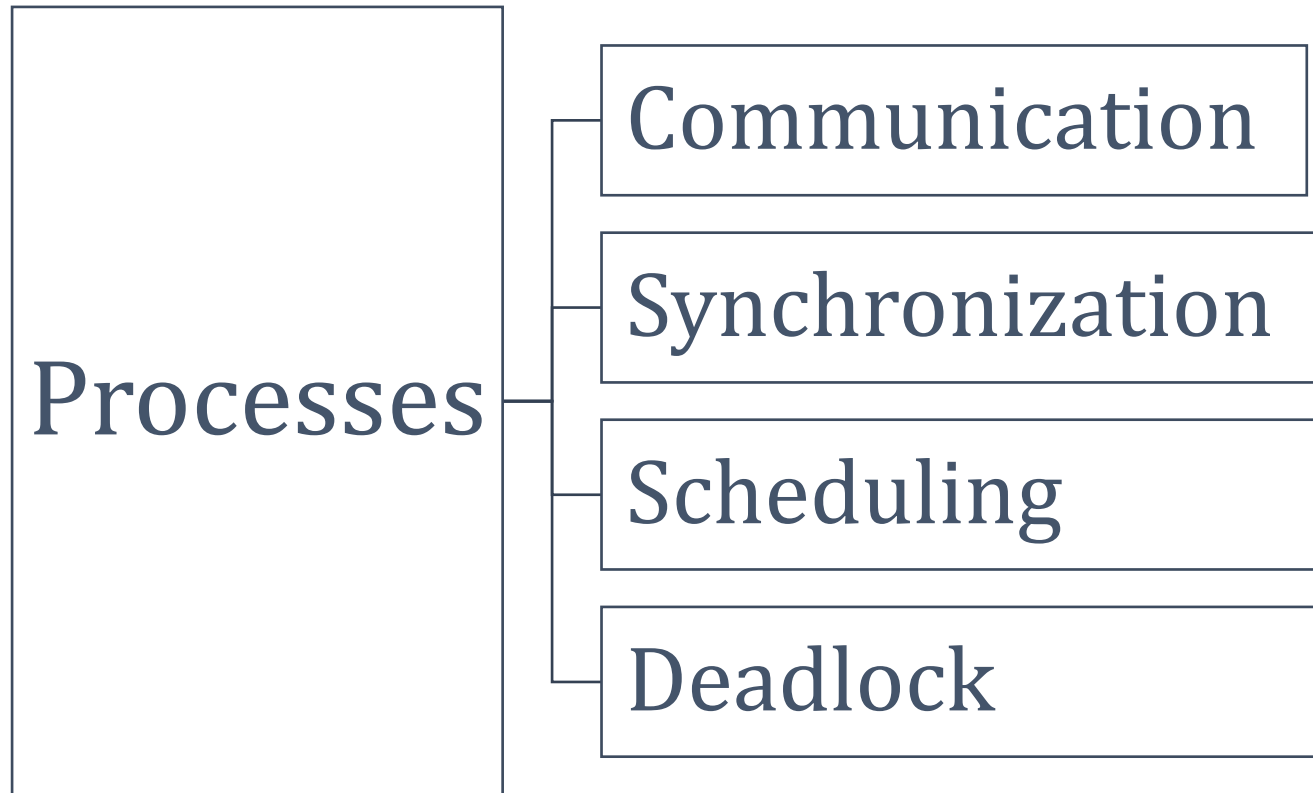 Processes
Communication
Synchronization
Scheduling
Deadlock